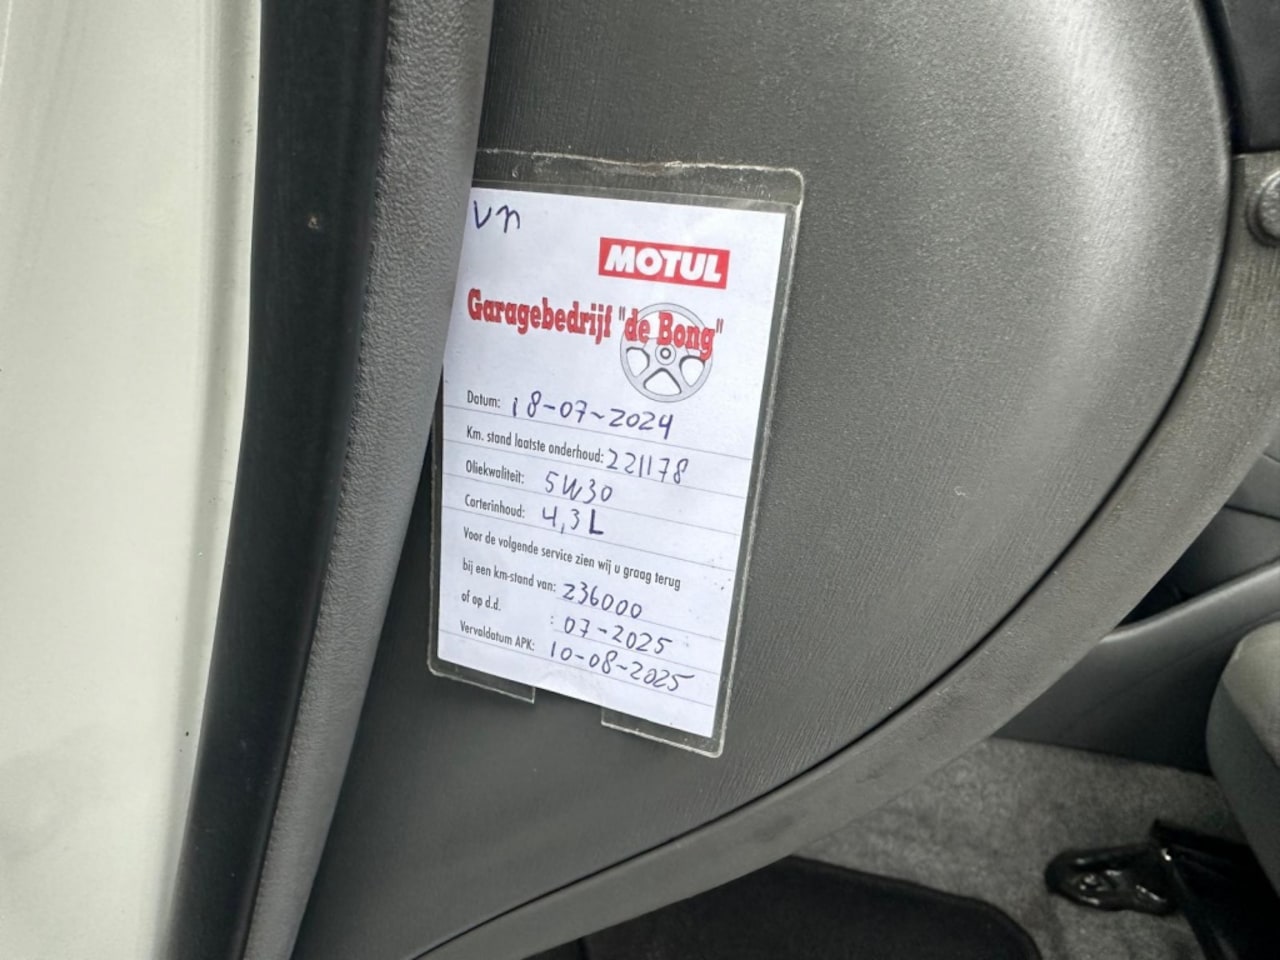 vn
MOTUL
Garagebedrijf "de Bong"
Datum: 18-07-2024
Km. stand laatste onderhoud: 221178
Oliekwaliteit: 5W30
Carterinhoud: 4,3L
Voor de volgende service zien wij u graag terug
bij een km-stand van: 236000
of op d.d. : 07-2025
Vervaldatum APK: 10-08-2025